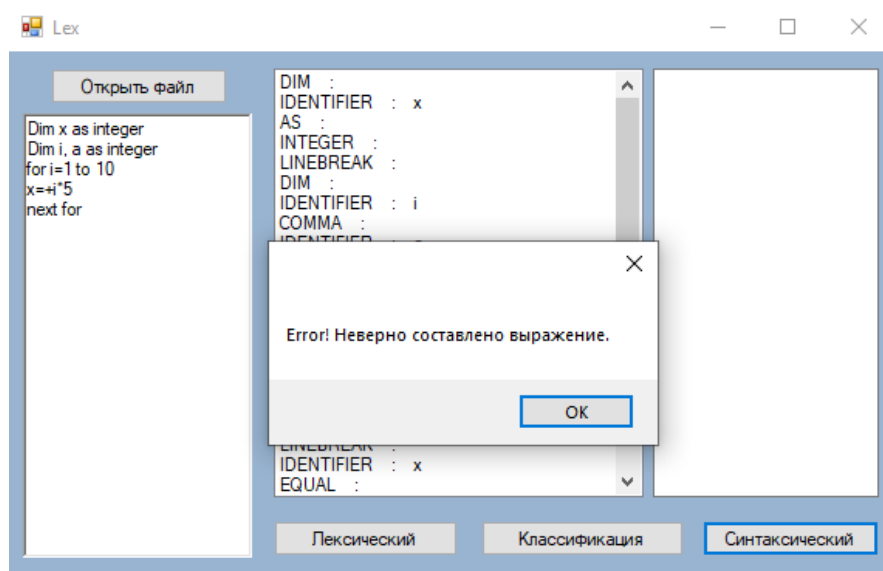 Lex
Открыть файл
Dim x as integer
Dim i, a as integer
for i=1 to 10
x=+i*5
next for
DIM :
IDENTIFIER : x
AS :
INTEGER :
LINEBREAK :
DIM :
IDENTIFIER : i
COMMA :
Error! Неверно составлено выражение.
OK
LINEBREAK :
IDENTIFIER : x
EQUAL :
Лексический
Классификация
Синтаксический